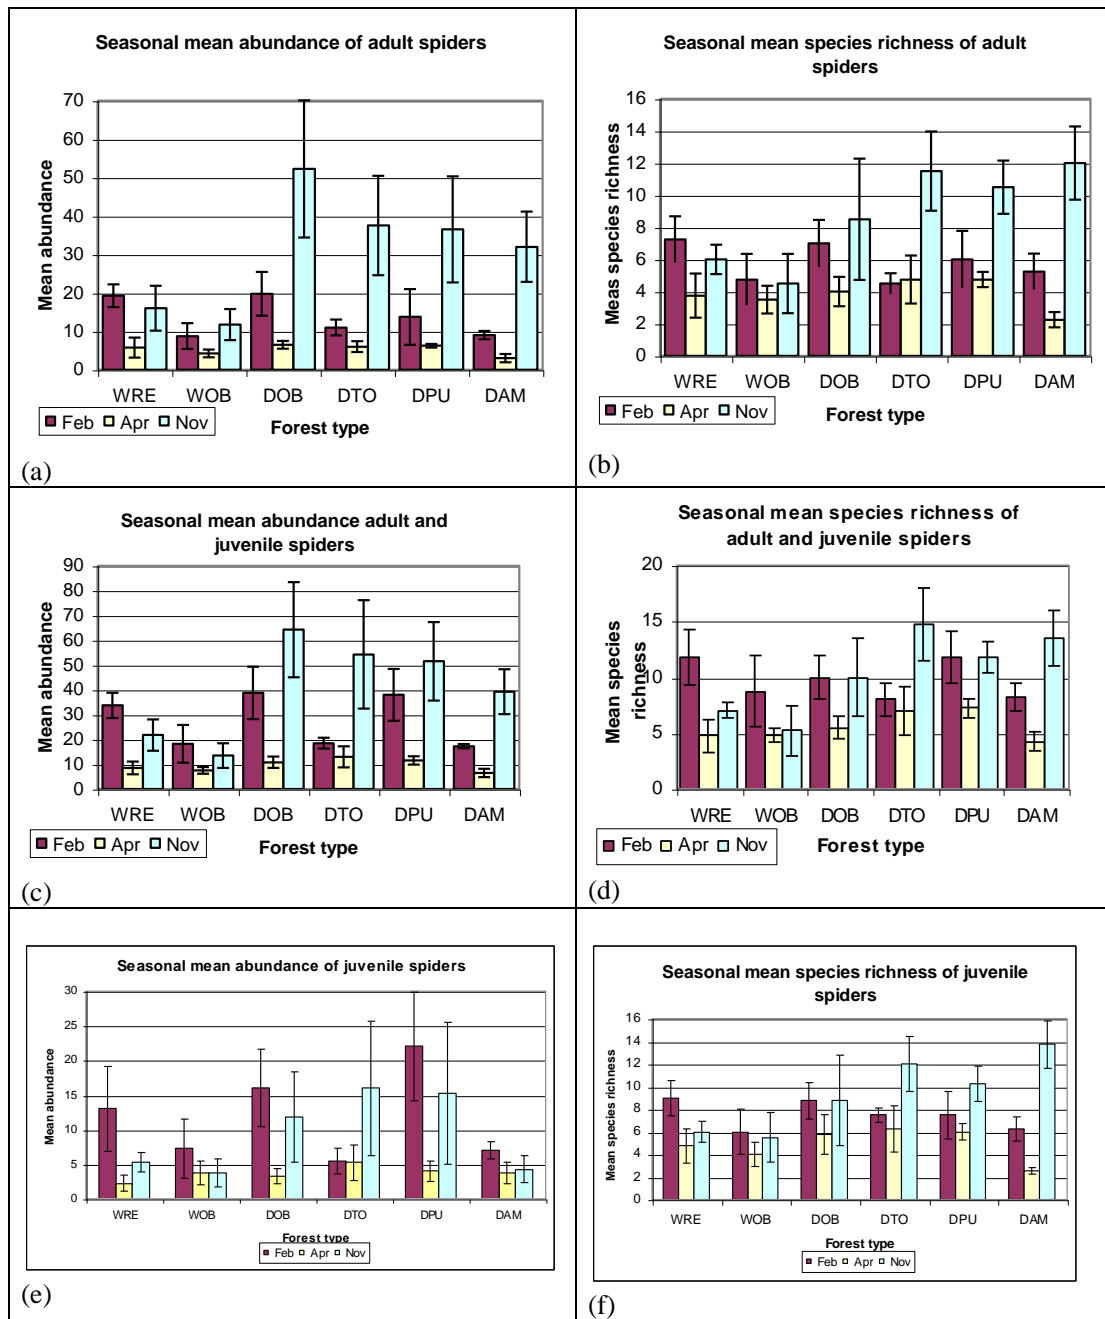 Seasonal mean abundance of adult spiders
Mean abundance
70
60
50
40
30
20
10
0
WRE WOB DOB DTO DPU DAM
Feb Apr Nov
Forest type
(a)
Seasonal mean species richness of adult
spiders
Meas species richness
16
14
12
10
8
6
4
2
0
WRE WOB DOB DTO DPU DAM
Feb Apr Nov
Forest type
(b)
Seasonal mean abundance adult and
juvenile spiders
Mean abundance
90
80
70
60
50
40
30
20
10
0
WRE WOB DOB DTO DPU DAM
Feb Apr Nov
Forest type
(c)
Seasonal mean species richness of
adult and juvenile spiders
Mean species
richness
20
15
10
5
0
WRE WOB DOB DTO DPU DAM
Feb Apr Nov
Forest type
(d)
Seasonal mean abundance of juvenile spiders
Mean abundance
30
25
20
15
10
5
0
WRE WOB DOB DTO DPU DAM
Forest type
Feb Apr Nov
(e)
Seasonal mean species richness of juvenile
spiders
Mean species richness
16
14
12
10
8
6
4
2
0
WRE WOB DOB DTO DPU DAM
Forest type
Feb Apr Nov
(f)